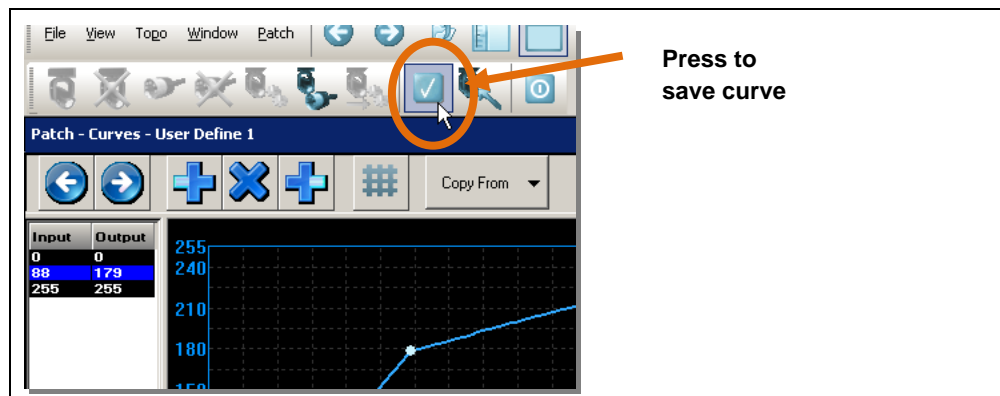 File View Topo Window Patch
Press to
save curve
Patch - Curves - User Define 1
Copy From
Input Output
0 0
88 179
255 255
255
240
210
180
150